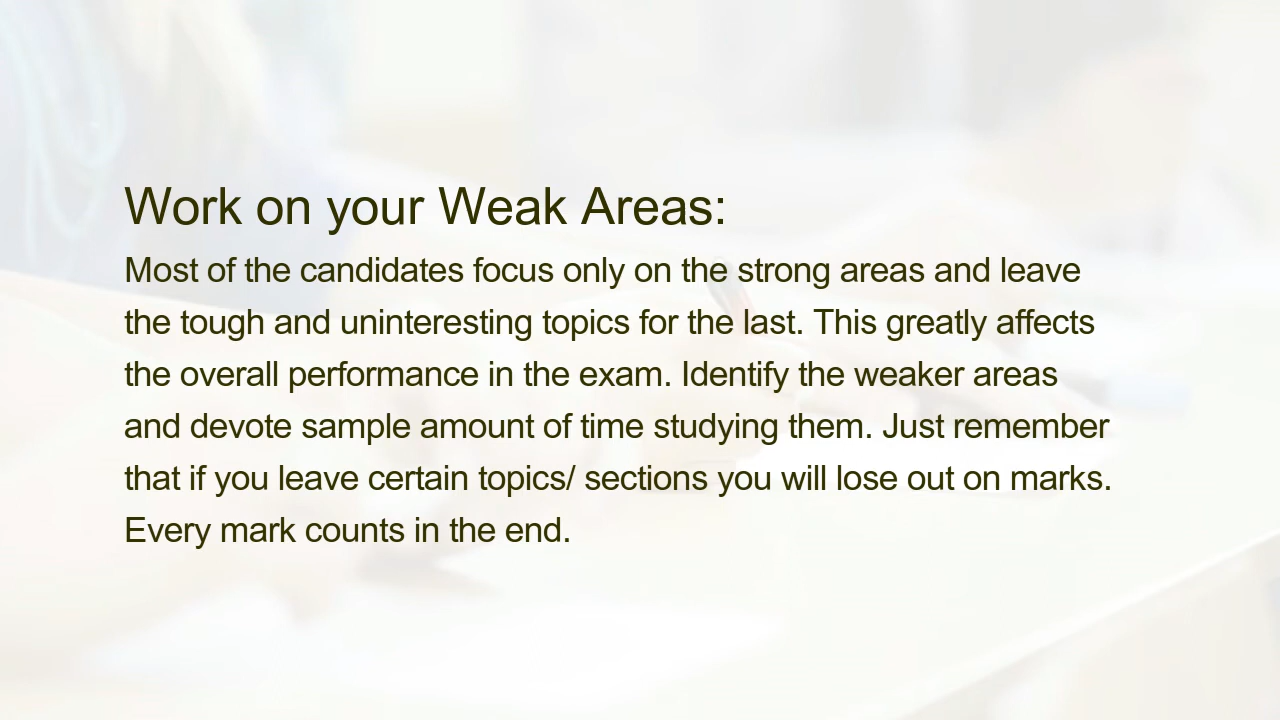 Work on your Weak Areas:
Most of the candidates focus only on the strong areas and leave
the tough and uninteresting topics for the last. This greatly affects
the overall performance in the exam. Identify the weaker areas
and devote sample amount of time studying them. Just remember
that if you leave certain topics/ sections you will lose out on marks.
Every mark counts in the end.